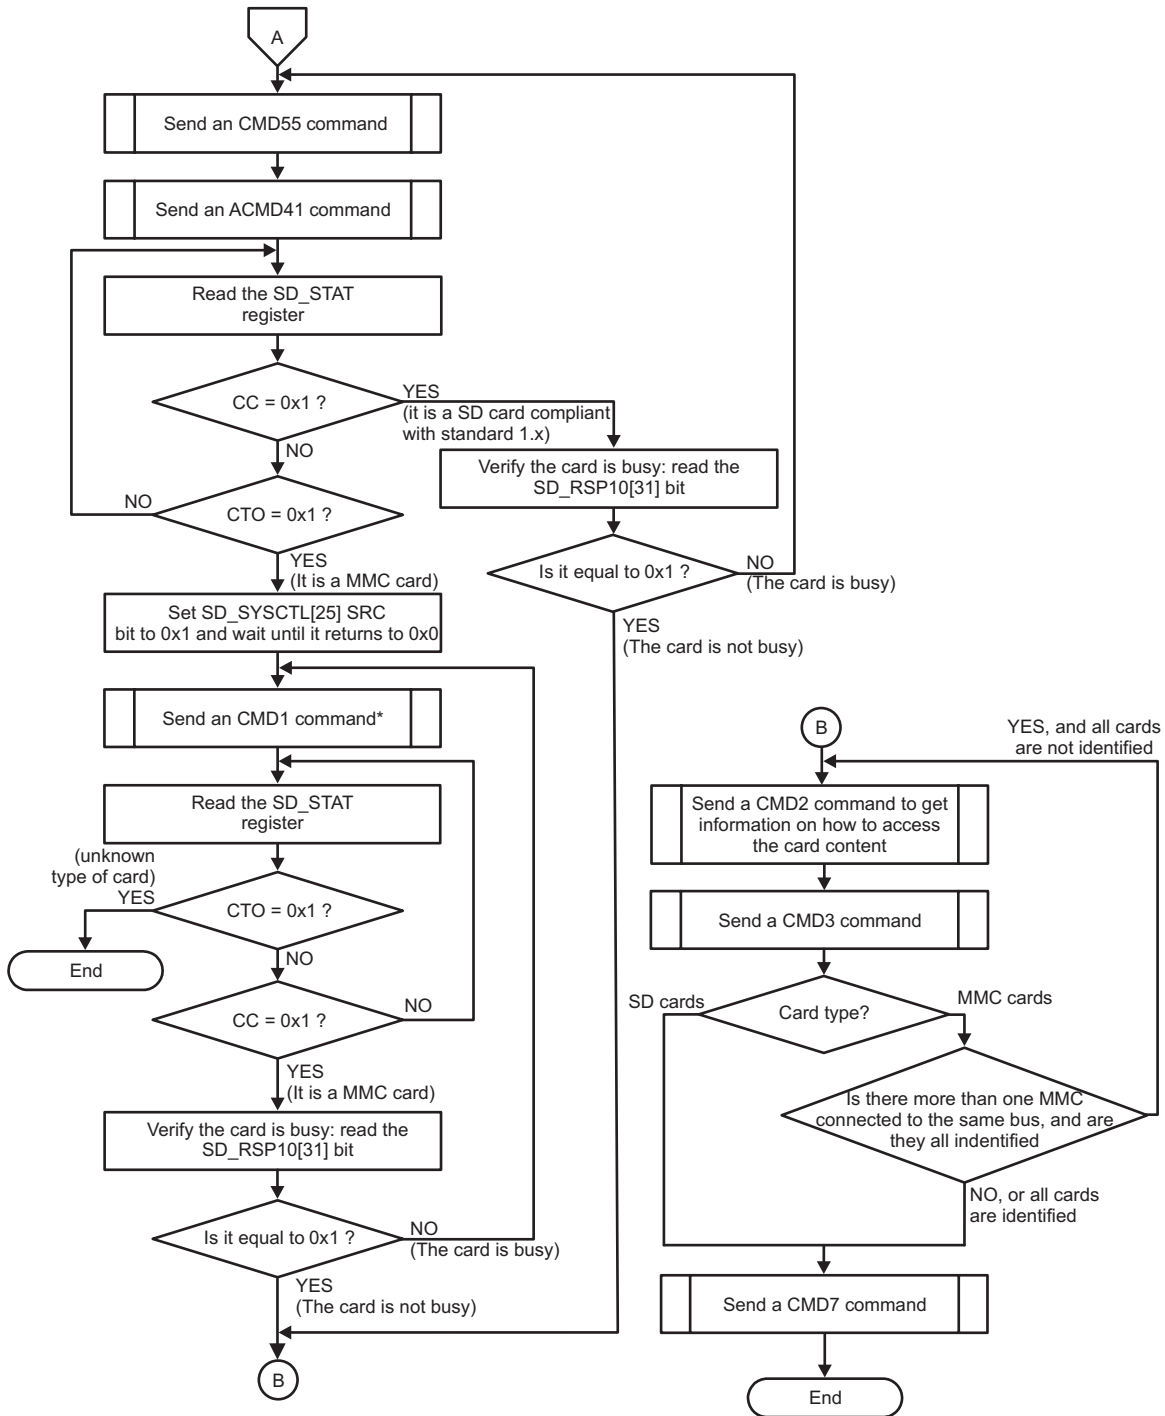 A
Send an CMD55 command
Send an ACMD41 command
Read the SD_STAT
register
CC = 0x1 ?
YES
(it is a SD card compliant
with standard 1.x)
NO
Verify the card is busy: read the
SD_RSP10[31] bit
CTO = 0x1 ?
NO
YES
(It is a MMC card)
Is it equal to 0x1 ?
NO
(The card is busy)
YES
(The card is not busy)
Set SD_SYSCTL[25] SRC
bit to 0x1 and wait until it returns to 0x0
Send an CMD1 command*
Read the SD_STAT
register
(unknown
type of card)
YES
CTO = 0x1 ?
End
NO
CC = 0x1 ?
NO
YES
(It is a MMC card)
Verify the card is busy: read the
SD_RSP10[31] bit
Is it equal to 0x1 ?
NO
(The card is busy)
YES
(The card is not busy)
B
B
YES, and all cards
are not identified
Send a CMD2 command to get
information on how to access
the card content
Send a CMD3 command
SD cards
Card type?
MMC cards
Is there more than one MMC
connected to the same bus, and are
they all indentified
NO, or all cards
are identified
Send a CMD7 command
End